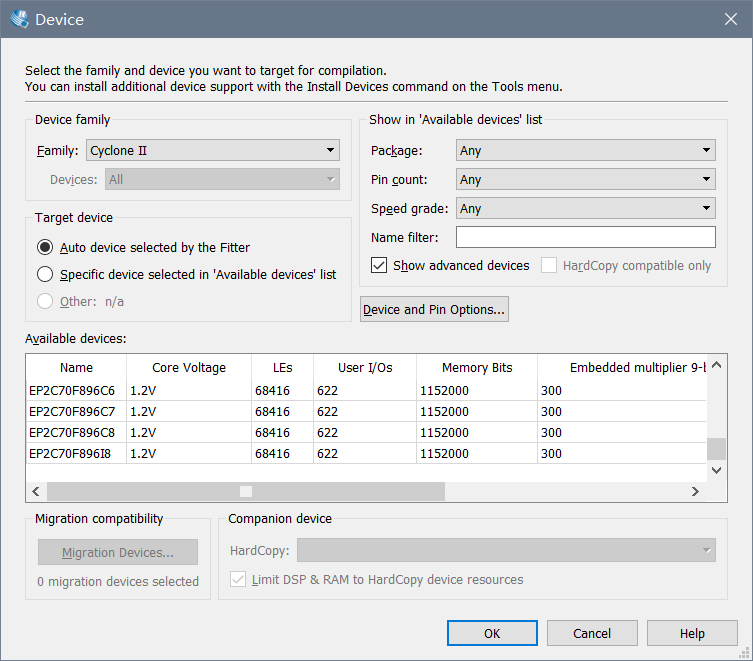 Device
Select the family and device you want to target for compilation.
You can install additional device support with the Install Devices command on the Tools menu.
Device family
Family: Cyclone II
Devices: All
Target device
Auto device selected by the Fitter
Specific device selected in 'Available devices' list
Other: n/a
Show in 'Available devices' list
Package: Any
Pin count: Any
Speed grade: Any
Name filter:
Show advanced devices HardCopy compatible only
Device and Pin Options...
Available devices:
Name Core Voltage LEs User I/Os Memory Bits Embedded multiplier 9-b
EP2C70F896C6 1.2V 68416 622 1152000 300
EP2C70F896C7 1.2V 68416 622 1152000 300
EP2C70F896C8 1.2V 68416 622 1152000 300
EP2C70F896I8 1.2V 68416 622 1152000 300
Migration compatibility
Migration Devices...
0 migration devices selected
Companion device
HardCopy:
Limit DSP & RAM to HardCopy device resources
OK Cancel Help